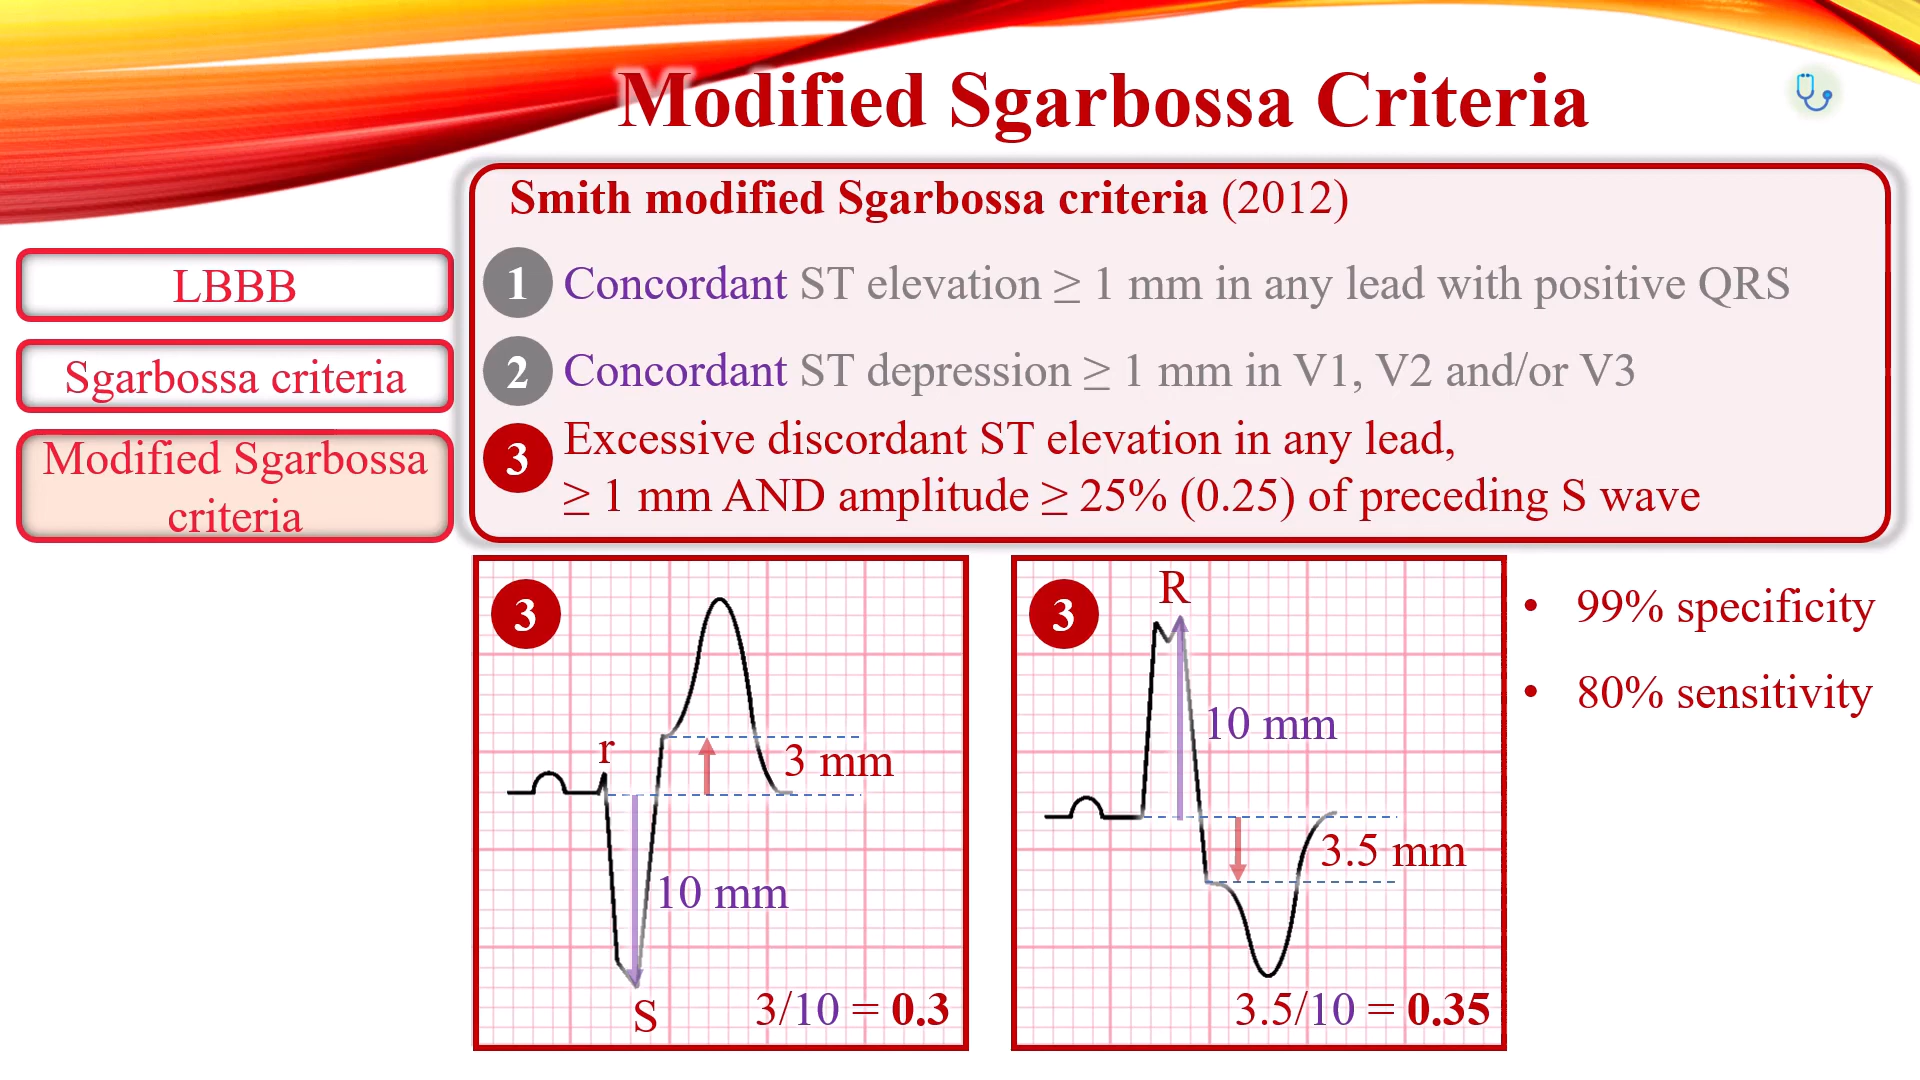 Modified Sgarbossa Criteria
LBBB
Sgarbossa criteria
Modified Sgarbossa
criteria
Smith modified Sgarbossa criteria (2012)
1 Concordant ST elevation ≥ 1 mm in any lead with positive QRS
2 Concordant ST depression ≥ 1 mm in V1, V2 and/or V3
3 Excessive discordant ST elevation in any lead,
≥ 1 mm AND amplitude ≥ 25% (0.25) of preceding S wave
3
r
3 mm
10 mm
S
3/10 = 0.3
3
R
10 mm
3.5 mm
3.5/10 = 0.35
• 99% specificity
• 80% sensitivity